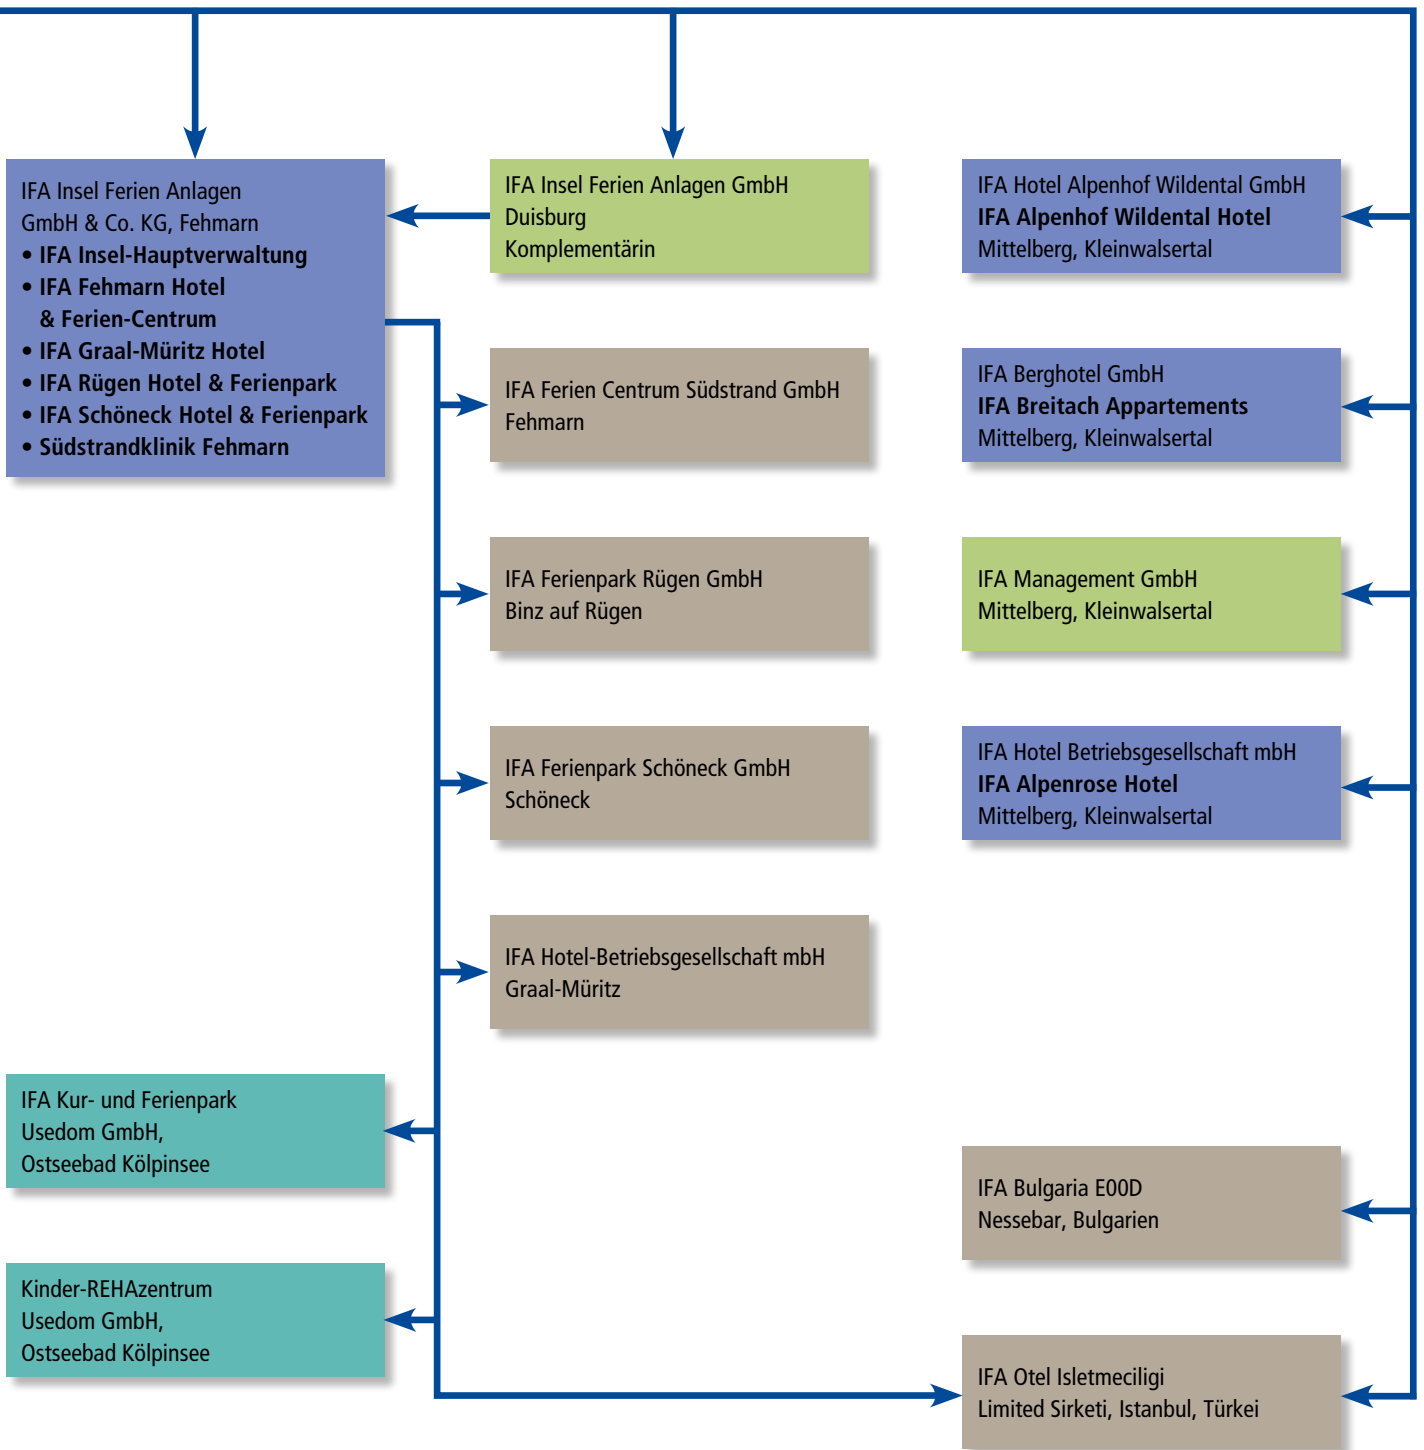 IFA Insel Ferien Anlagen
GmbH & Co. KG, Fehmarn
• IFA Insel-Hauptverwaltung
• IFA Fehmarn Hotel
& Ferien-Centrum
• IFA Graal-Müritz Hotel
• IFA Rügen Hotel & Ferienpark
• IFA Schöneck Hotel & Ferienpark
• Südstrandklinik Fehmarn
IFA Insel Ferien Anlagen GmbH
Duisburg
Komplementärin
IFA Hotel Alpenhof Wildental GmbH
IFA Alpenhof Wildental Hotel
Mittelberg, Kleinwalsertal
IFA Ferien Centrum Südstrand GmbH
Fehmarn
IFA Berghotel GmbH
IFA Breitach Appartements
Mittelberg, Kleinwalsertal
IFA Ferienpark Rügen GmbH
Binz auf Rügen
IFA Management GmbH
Mittelberg, Kleinwalsertal
IFA Ferienpark Schöneck GmbH
Schöneck
IFA Hotel Betriebsgesellschaft mbH
IFA Alpenrose Hotel
Mittelberg, Kleinwalsertal
IFA Hotel-Betriebsgesellschaft mbH
Graal-Müritz
IFA Kur- und Ferienpark
Usedom GmbH,
Ostseebad Kölpinsee
IFA Bulgaria E00D
Nessebar, Bulgarien
Kinder-REHAzentrum
Usedom GmbH,
Ostseebad Kölpinsee
IFA Otel Isletmeciligi
Limited Sirketi, Istanbul, Türkei